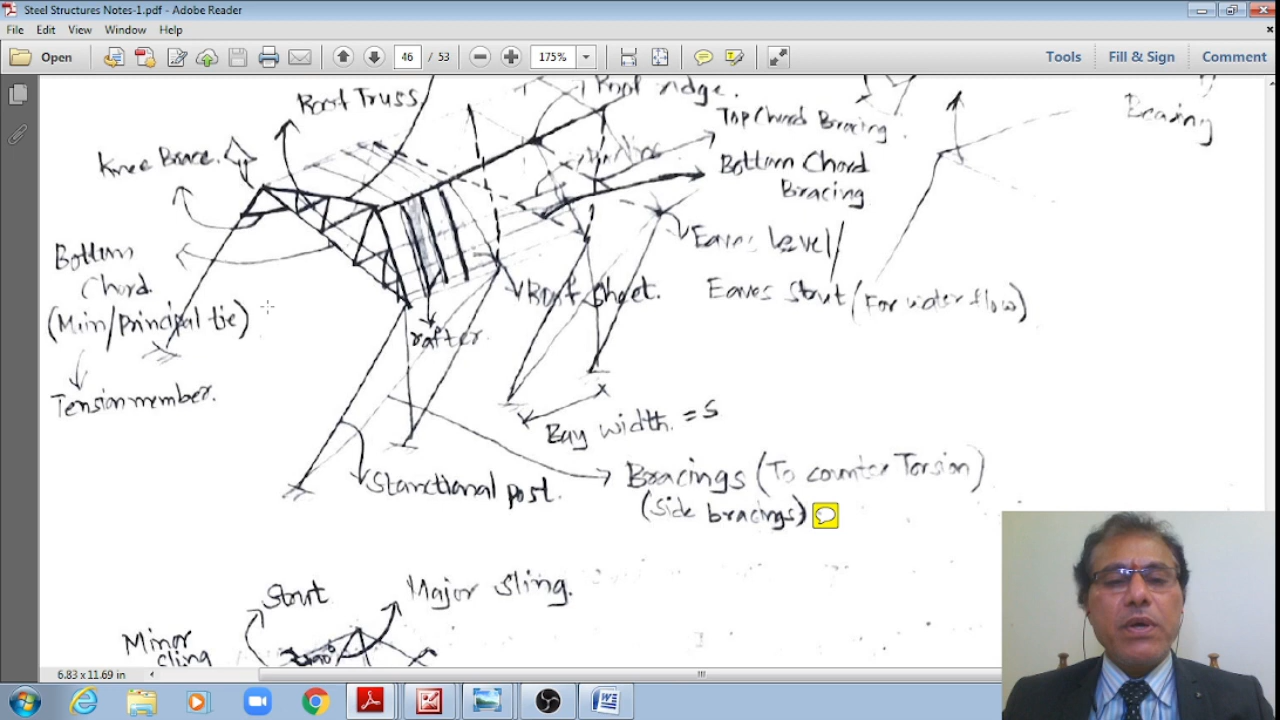 Steel Structures Notes-1.pdf - Adobe Reader
File Edit View Window Help
Open 46 / 53 175% Tools Fill & Sign Comment
Roof Truss
Roof ridge.
Top Chord Bracing.
Bearing
Knee Brace.
Bottom Chord
Bracing
Bottom
Chord.
(Main/Principal tie)
Tension member.
Eaves level/
Eaves Strut (For water flow)
Roof sheet.
rafter
Bay width = S
Stanctional post.
Bracings (To counter Torsion)
(Side bracings)
Strut
Major Sling.
Minor
Sling
90°
6.83 x 11.69 in